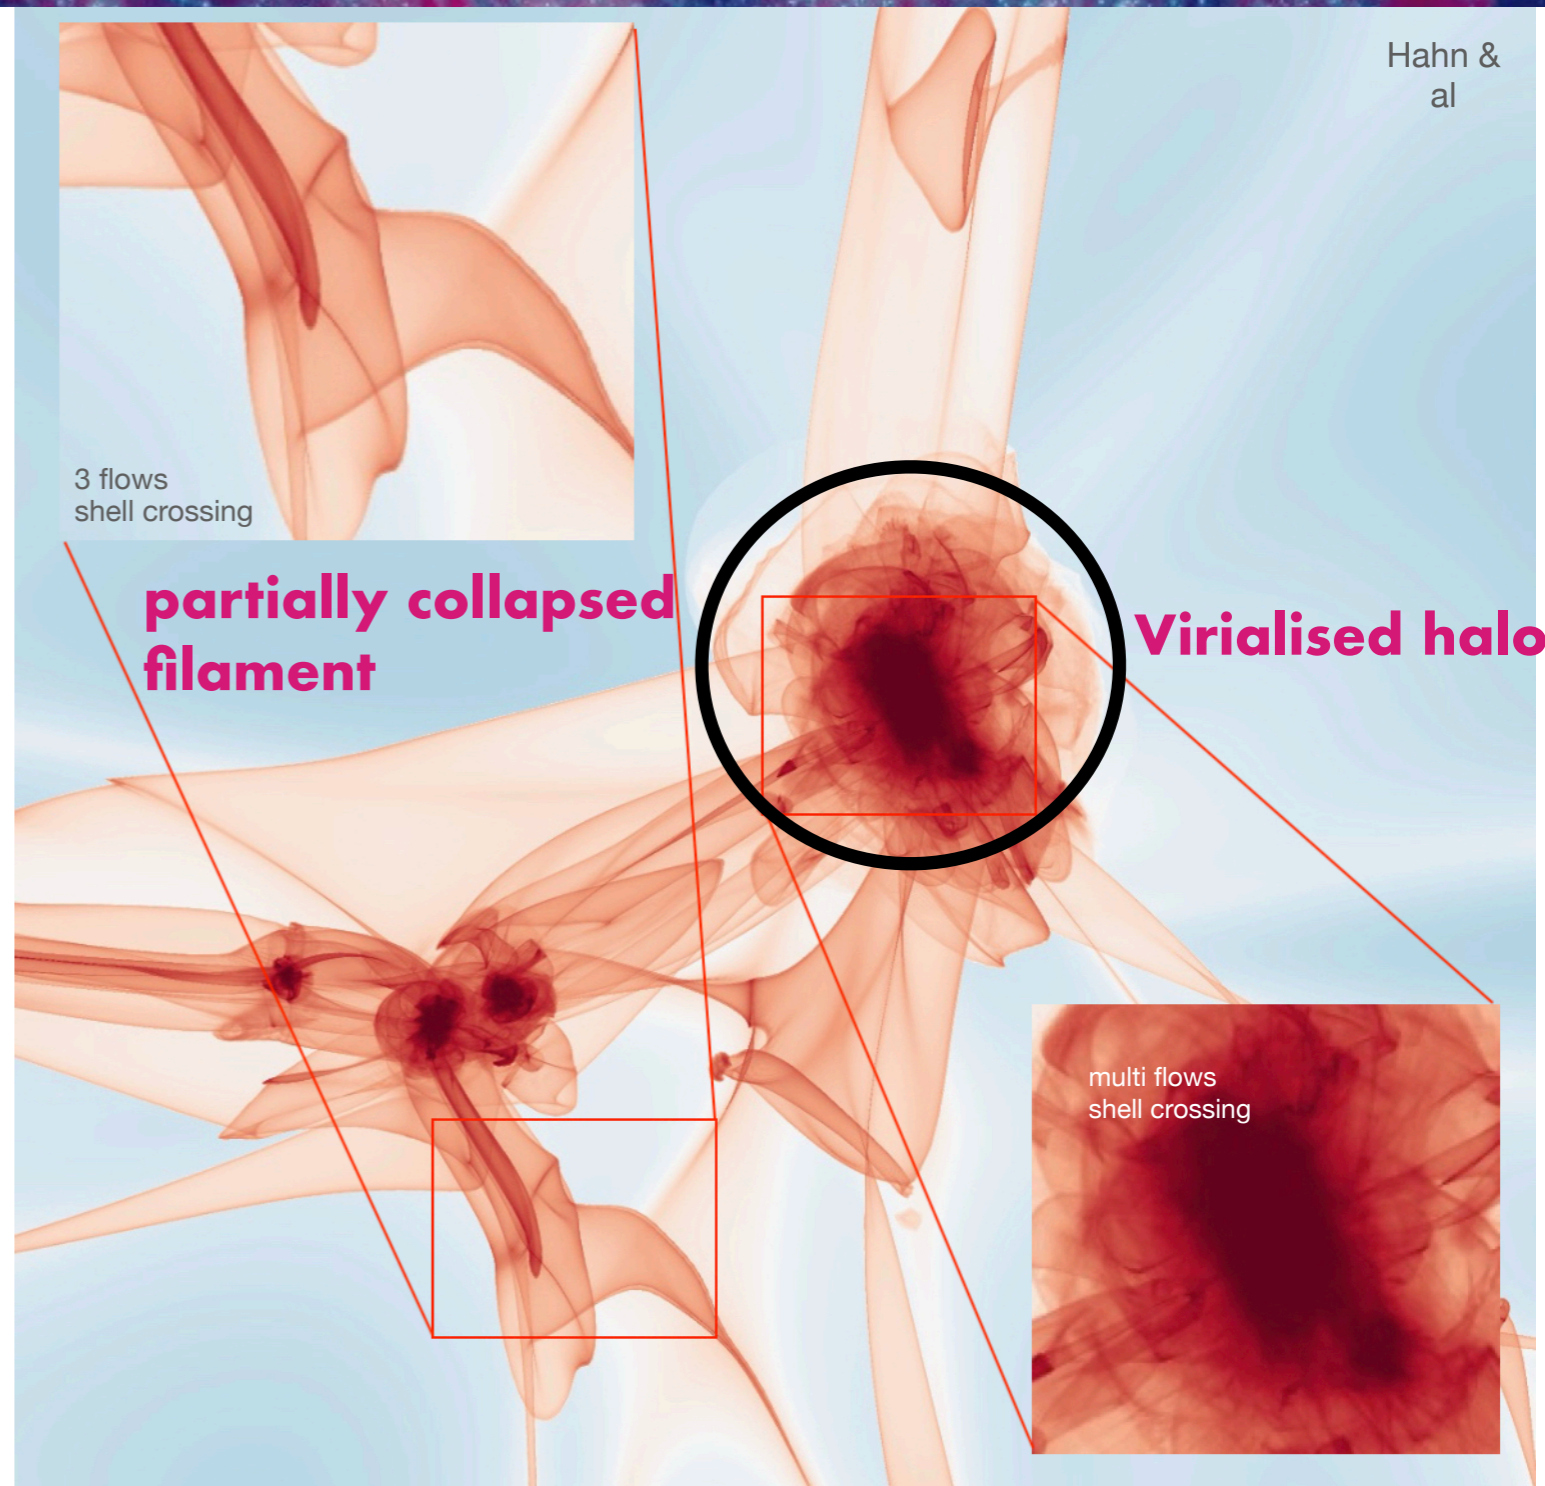 Hahn &
al
3 flows
shell crossing
partially collapsed
filament
Virialised halo
multi flows
shell crossing